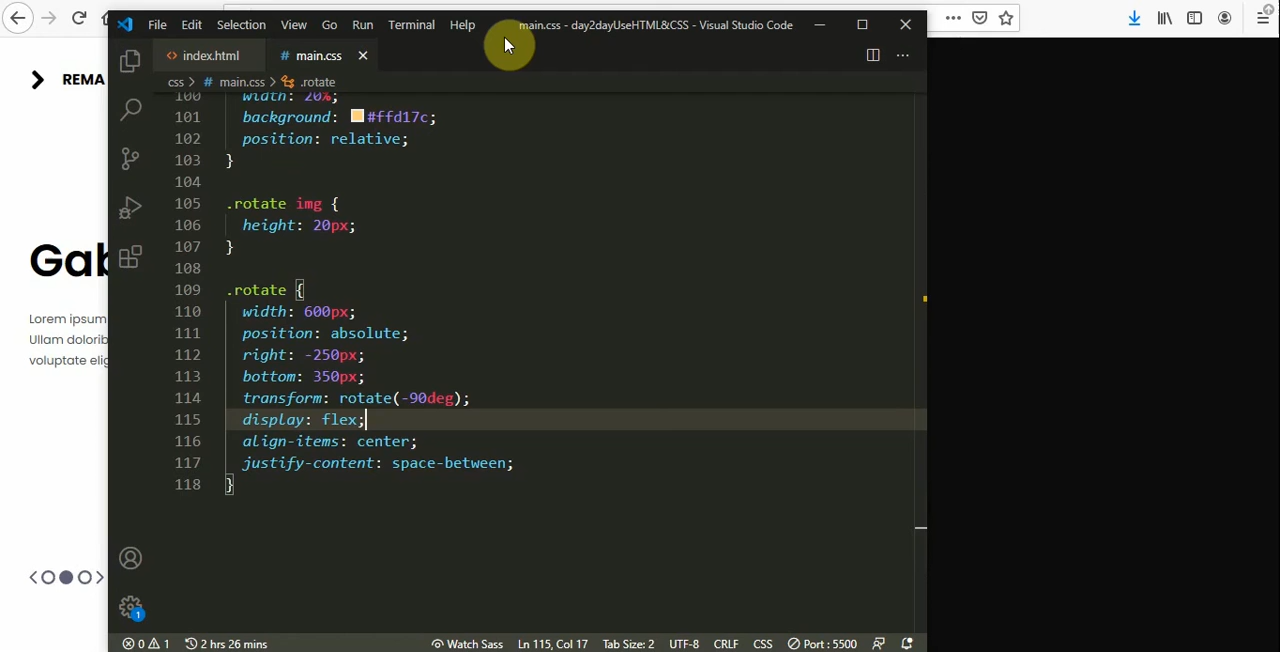 File Edit Selection View Go Run Terminal Help main.css - day2dayUseHTML&CSS - Visual Studio Code
index.html main.css
css > main.css > .rotate
REMA
Gab
Lorem ipsum
Ullam dolorib
voluptate elig
100 width: 20%;
101 background: #ffd17c;
102 position: relative;
103 }
104
105 .rotate img {
106 height: 20px;
107 }
108
109 .rotate {
110 width: 600px;
111 position: absolute;
112 right: -250px;
113 bottom: 350px;
114 transform: rotate(-90deg);
115 display: flex;
116 align-items: center;
117 justify-content: space-between;
118 }
1
0 1 2 hrs 26 mins Watch Sass Ln 115, Col 17 Tab Size: 2 UTF-8 CRLF CSS Port : 5500